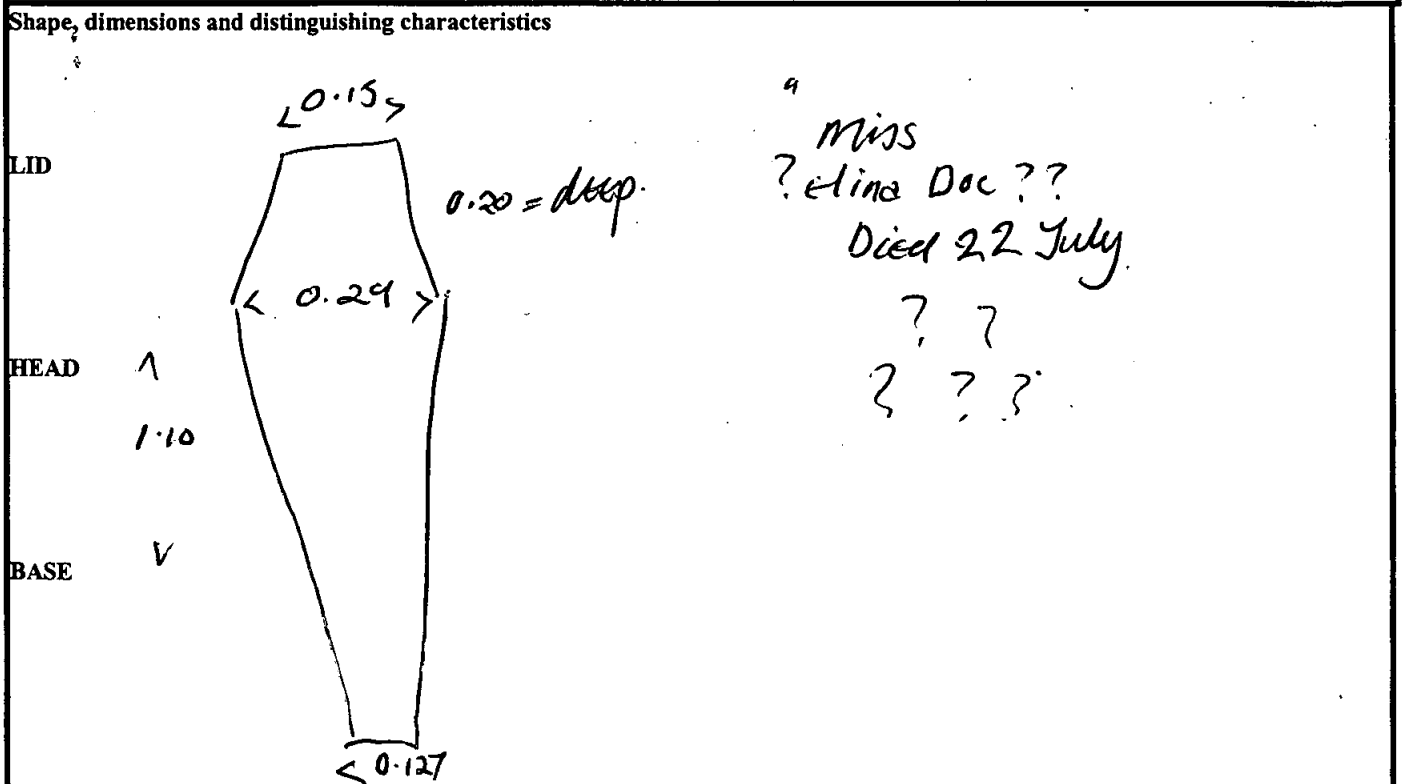 Shape, dimensions and distinguishing characteristics
<0.15>
LID
0.20 = deep.
Miss
? Elina Doc ??
Died 22 July.
< 0.29 >
? ?
HEAD
? ? ?
1.10
BASE
< 0.127